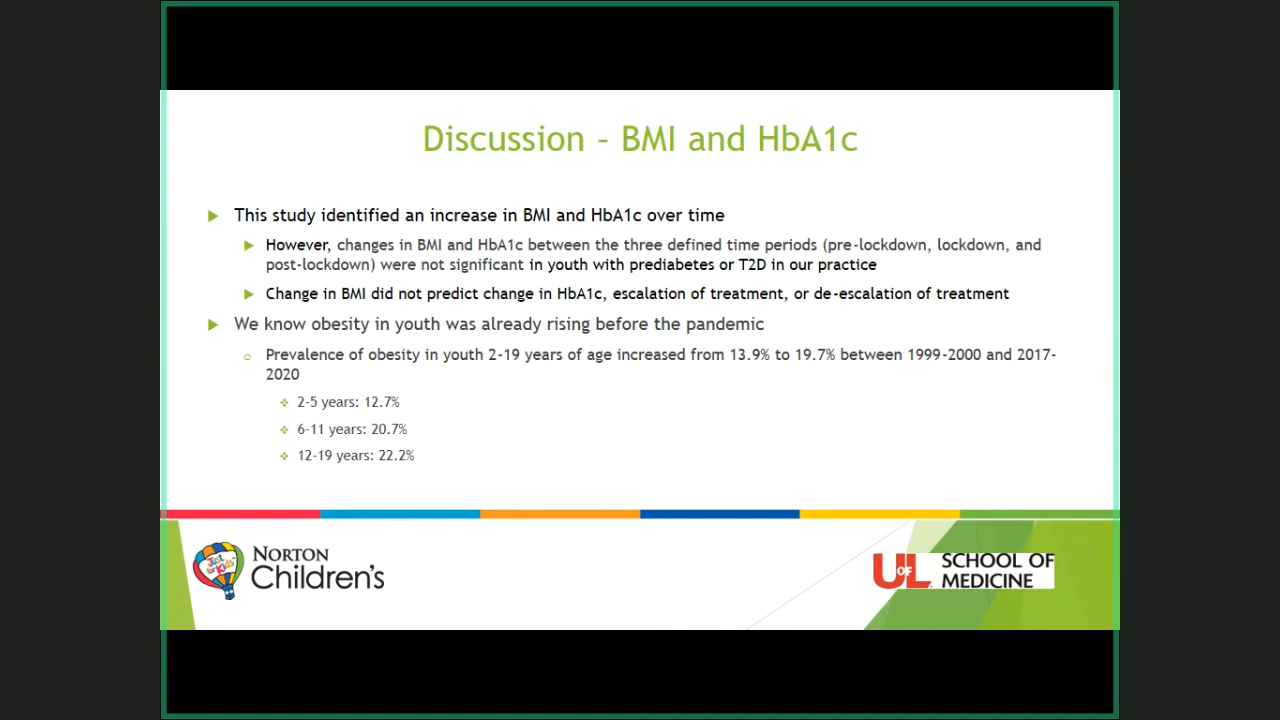 Discussion - BMI and HbA1c
This study identified an increase in BMI and HbA1c over time
However, changes in BMI and HbA1c between the three defined time periods (pre-lockdown, lockdown, and
post-lockdown) were not significant in youth with prediabetes or T2D in our practice
Change in BMI did not predict change in HbA1c, escalation of treatment, or de-escalation of treatment
We know obesity in youth was already rising before the pandemic
Prevalence of obesity in youth 2-19 years of age increased from 13.9% to 19.7% between 1999-2000 and 2017-
2020
2-5 years: 12.7%
6-11 years: 20.7%
12-19 years: 22.2%
Just for Kids
NORTON
Children's
UOFL
SCHOOL OF
MEDICINE